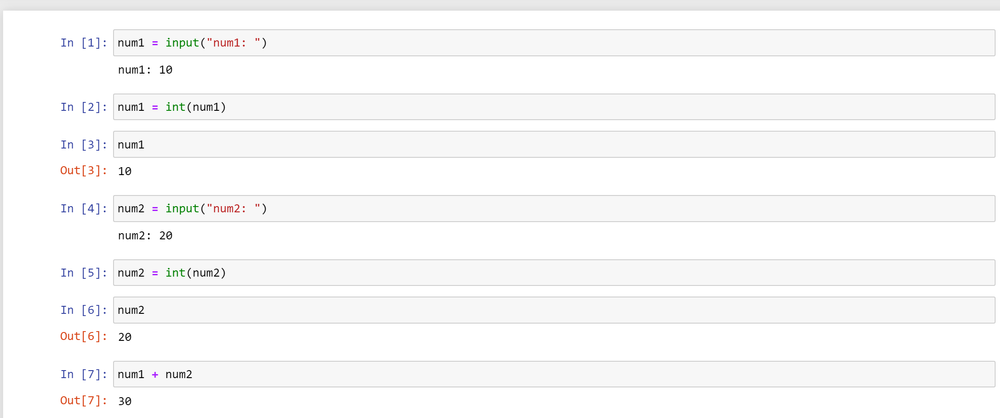 In [1]: num1 = input("num1: ")
num1: 10
In [2]: num1 = int(num1)
In [3]: num1
Out[3]: 10
In [4]: num2 = input("num2: ")
num2: 20
In [5]: num2 = int(num2)
In [6]: num2
Out[6]: 20
In [7]: num1 + num2
Out[7]: 30